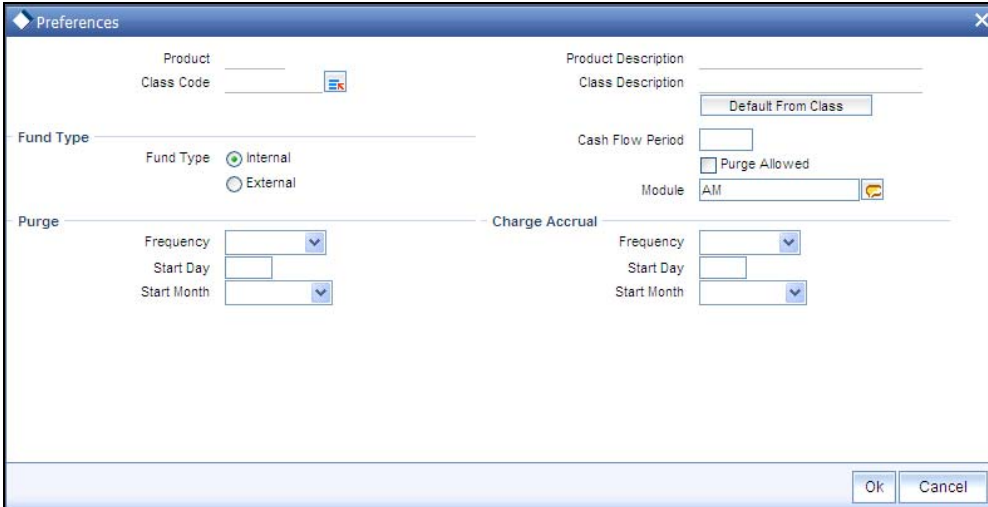 Preferences
Product
Product Description
Class Code
Class Description
Default From Class
Fund Type
Cash Flow Period
Fund Type Internal
Purge Allowed
External
Module AM
Purge
Charge Accrual
Frequency
Frequency
Start Day
Start Day
Start Month
Start Month
Ok Cancel